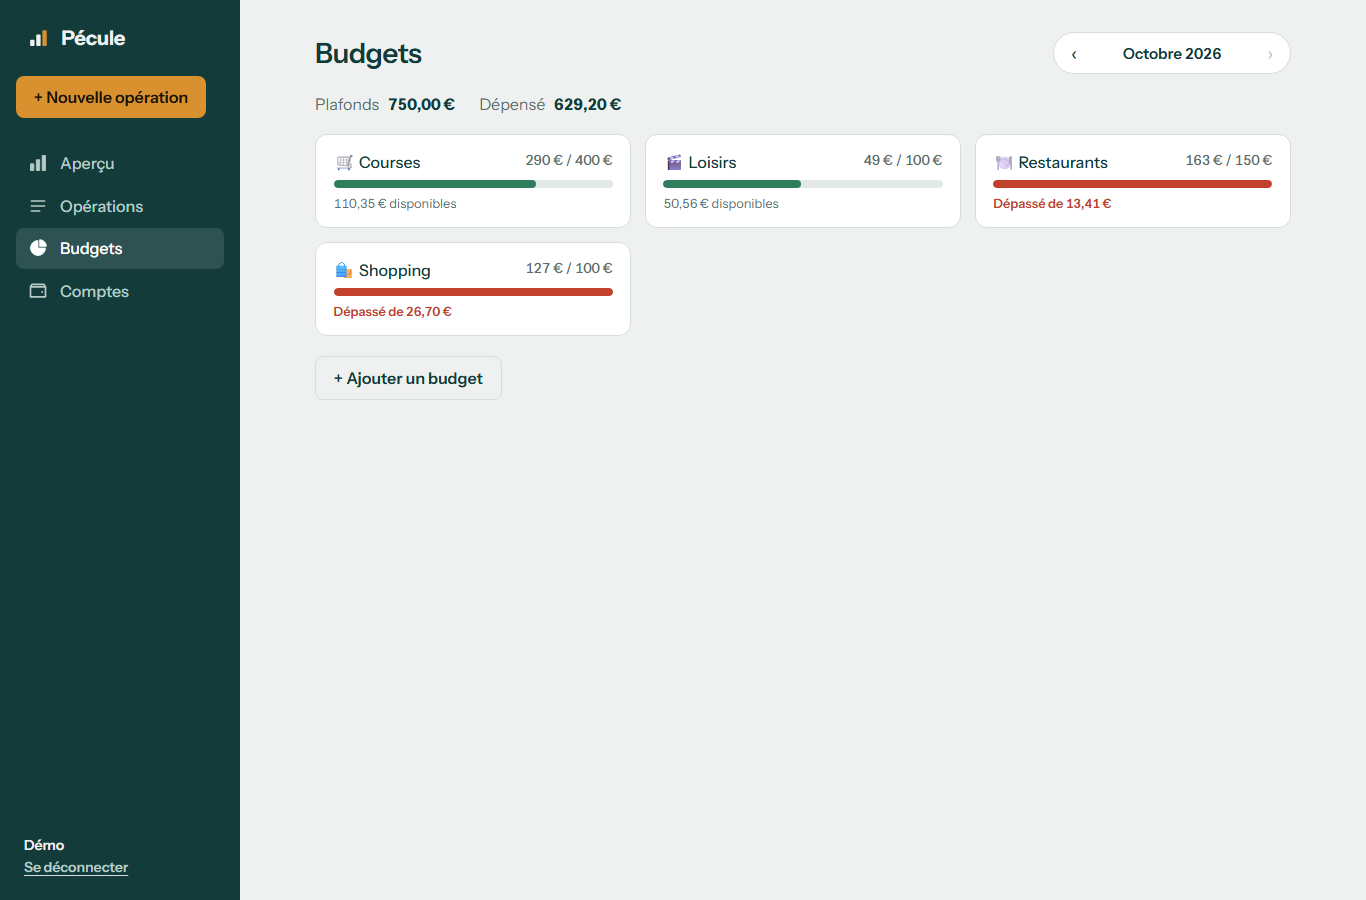 Pécule
+ Nouvelle opération
Aperçu
Opérations
Budgets
Comptes
Démo
Se déconnecter
Budgets
‹ Octobre 2026 ›
Plafonds 750,00 € Dépensé 629,20 €
Courses 290 € / 400 €
110,35 € disponibles
Loisirs 49 € / 100 €
50,56 € disponibles
Restaurants 163 € / 150 €
Dépassé de 13,41 €
Shopping 127 € / 100 €
Dépassé de 26,70 €
+ Ajouter un budget